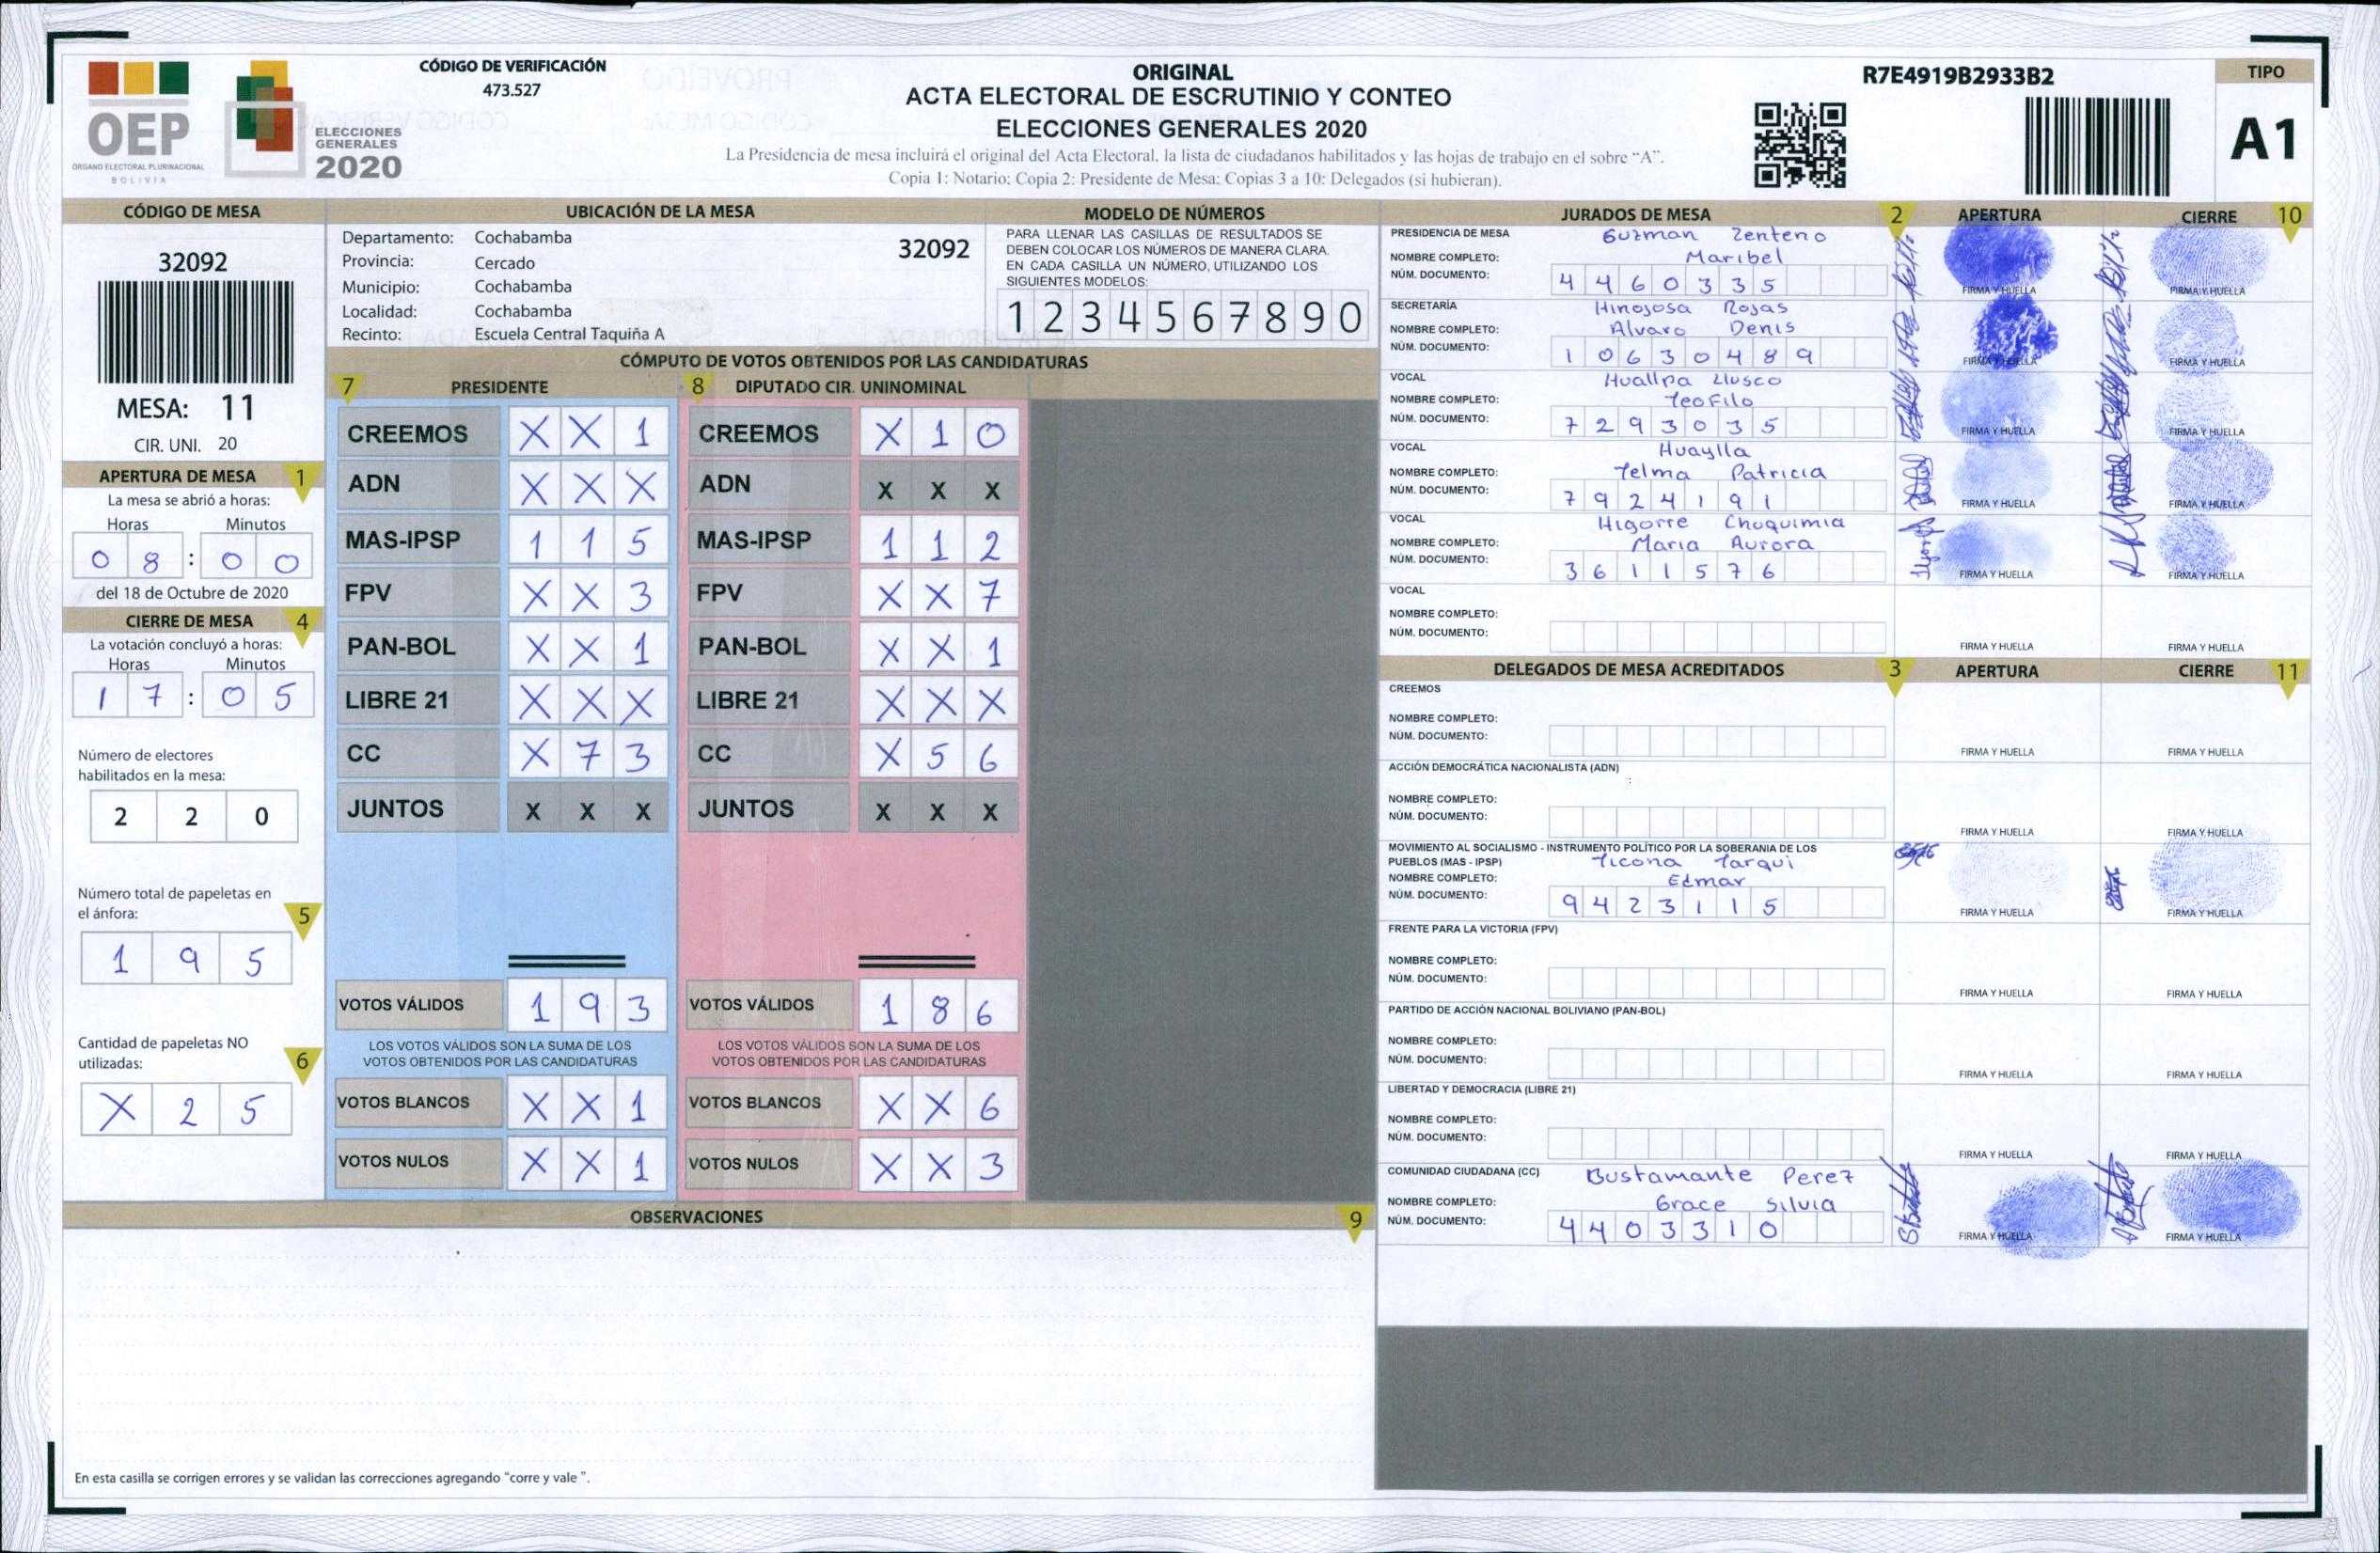 OEP
ÓRGANO ELECTORAL PLURINACIONAL
BOLIVIA
ELECCIONES
GENERALES
2020
CÓDIGO DE VERIFICACIÓN
473.527
ORIGINAL
ACTA ELECTORAL DE ESCRUTINIO Y CONTEO
ELECCIONES GENERALES 2020
La Presidencia de mesa incluirá el original del Acta Electoral, la lista de ciudadanos habilitados y las hojas de trabajo en el sobre "A".
Copia 1: Notario; Copia 2: Presidente de Mesa; Copias 3 a 10: Delegados (si hubieran).
R7E4919B2933B2
TIPO
A1
CÓDIGO DE MESA
32092
MESA: 11
CIR. UNI. 20
APERTURA DE MESA 1
La mesa se abrió a horas:
Horas Minutos
0 8 : 0 0
del 18 de Octubre de 2020
CIERRE DE MESA 4
La votación concluyó a horas:
Horas Minutos
1 7 : 0 5
Número de electores
habilitados en la mesa:
2 2 0
Número total de papeletas en
el ánfora: 5
1 9 5
Cantidad de papeletas NO
utilizadas: 6
X 2 5
UBICACIÓN DE LA MESA
Departamento: Cochabamba 32092
Provincia: Cercado
Municipio: Cochabamba
Localidad: Cochabamba
Recinto: Escuela Central Taquiña A
MODELO DE NÚMEROS
PARA LLENAR LAS CASILLAS DE RESULTADOS SE
DEBEN COLOCAR LOS NÚMEROS DE MANERA CLARA.
EN CADA CASILLA UN NÚMERO, UTILIZANDO LOS
SIGUIENTES MODELOS:
1 2 3 4 5 6 7 8 9 0
CÓMPUTO DE VOTOS OBTENIDOS POR LAS CANDIDATURAS
7 PRESIDENTE 8 DIPUTADO CIR. UNINOMINAL
CREEMOS X X 1 CREEMOS X 1 0
ADN X X X ADN X X X
MAS-IPSP 1 1 5 MAS-IPSP 1 1 2
FPV X X 3 FPV X X 7
PAN-BOL X X 1 PAN-BOL X X 1
LIBRE 21 X X X LIBRE 21 X X X
CC X 7 3 CC X 5 6
JUNTOS X X X JUNTOS X X X
VOTOS VÁLIDOS 1 9 3 VOTOS VÁLIDOS 1 8 6
LOS VOTOS VÁLIDOS SON LA SUMA DE LOS LOS VOTOS VÁLIDOS SON LA SUMA DE LOS
VOTOS OBTENIDOS POR LAS CANDIDATURAS VOTOS OBTENIDOS POR LAS CANDIDATURAS
VOTOS BLANCOS X X 1 VOTOS BLANCOS X X 6
VOTOS NULOS X X 1 VOTOS NULOS X X 3
OBSERVACIONES 9
En esta casilla se corrigen errores y se validan las correcciones agregando "corre y vale ".
JURADOS DE MESA 2 APERTURA CIERRE 10
PRESIDENCIA DE MESA Guzman Zenteno
NOMBRE COMPLETO: Maribel
NÚM. DOCUMENTO: 4 4 6 0 3 3 5 FIRMA Y HUELLA FIRMA Y HUELLA
SECRETARÍA Hinojosa Rojas
NOMBRE COMPLETO: Alvaro Denis
NÚM. DOCUMENTO: 1 0 6 3 0 4 8 9 FIRMA Y HUELLA FIRMA Y HUELLA
VOCAL Huallpa Llusco
NOMBRE COMPLETO: Teofilo
NÚM. DOCUMENTO: 7 2 9 3 0 3 5 FIRMA Y HUELLA FIRMA Y HUELLA
VOCAL Huaylla
NOMBRE COMPLETO: Telma Patricia
NÚM. DOCUMENTO: 7 9 2 4 1 9 1 FIRMA Y HUELLA FIRMA Y HUELLA
VOCAL Higorre Choquimia
NOMBRE COMPLETO: Maria Aurora
NÚM. DOCUMENTO: 3 6 1 1 5 7 6 FIRMA Y HUELLA FIRMA Y HUELLA
VOCAL
NOMBRE COMPLETO:
NÚM. DOCUMENTO: FIRMA Y HUELLA FIRMA Y HUELLA
DELEGADOS DE MESA ACREDITADOS 3 APERTURA CIERRE 11
CREEMOS
NOMBRE COMPLETO:
NÚM. DOCUMENTO: FIRMA Y HUELLA FIRMA Y HUELLA
ACCIÓN DEMOCRÁTICA NACIONALISTA (ADN)
NOMBRE COMPLETO:
NÚM. DOCUMENTO: FIRMA Y HUELLA FIRMA Y HUELLA
MOVIMIENTO AL SOCIALISMO - INSTRUMENTO POLÍTICO POR LA SOBERANIA DE LOS
PUEBLOS (MAS - IPSP) Ticona Tarqui
NOMBRE COMPLETO: Edmar
NÚM. DOCUMENTO: 9 4 2 3 1 1 5 FIRMA Y HUELLA FIRMA Y HUELLA
FRENTE PARA LA VICTORIA (FPV)
NOMBRE COMPLETO:
NÚM. DOCUMENTO: FIRMA Y HUELLA FIRMA Y HUELLA
PARTIDO DE ACCIÓN NACIONAL BOLIVIANO (PAN-BOL)
NOMBRE COMPLETO:
NÚM. DOCUMENTO: FIRMA Y HUELLA FIRMA Y HUELLA
LIBERTAD Y DEMOCRACIA (LIBRE 21)
NOMBRE COMPLETO:
NÚM. DOCUMENTO: FIRMA Y HUELLA FIRMA Y HUELLA
COMUNIDAD CIUDADANA (CC) Bustamante Perez
NOMBRE COMPLETO: Grace Silvia
NÚM. DOCUMENTO: 4 4 0 3 3 1 0 FIRMA Y HUELLA FIRMA Y HUELLA